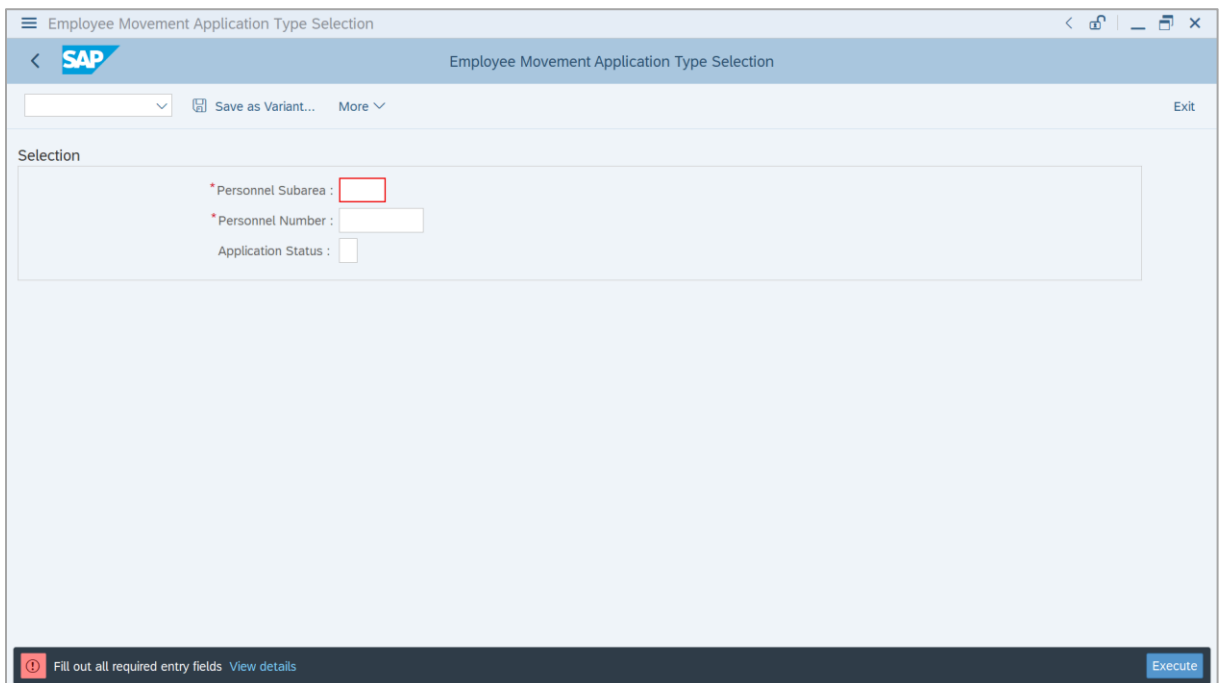 Employee Movement Application Type Selection
SAP
Employee Movement Application Type Selection
Save as Variant... More Exit
Selection
*Personnel Subarea :
*Personnel Number :
Application Status :
Fill out all required entry fields View details Execute